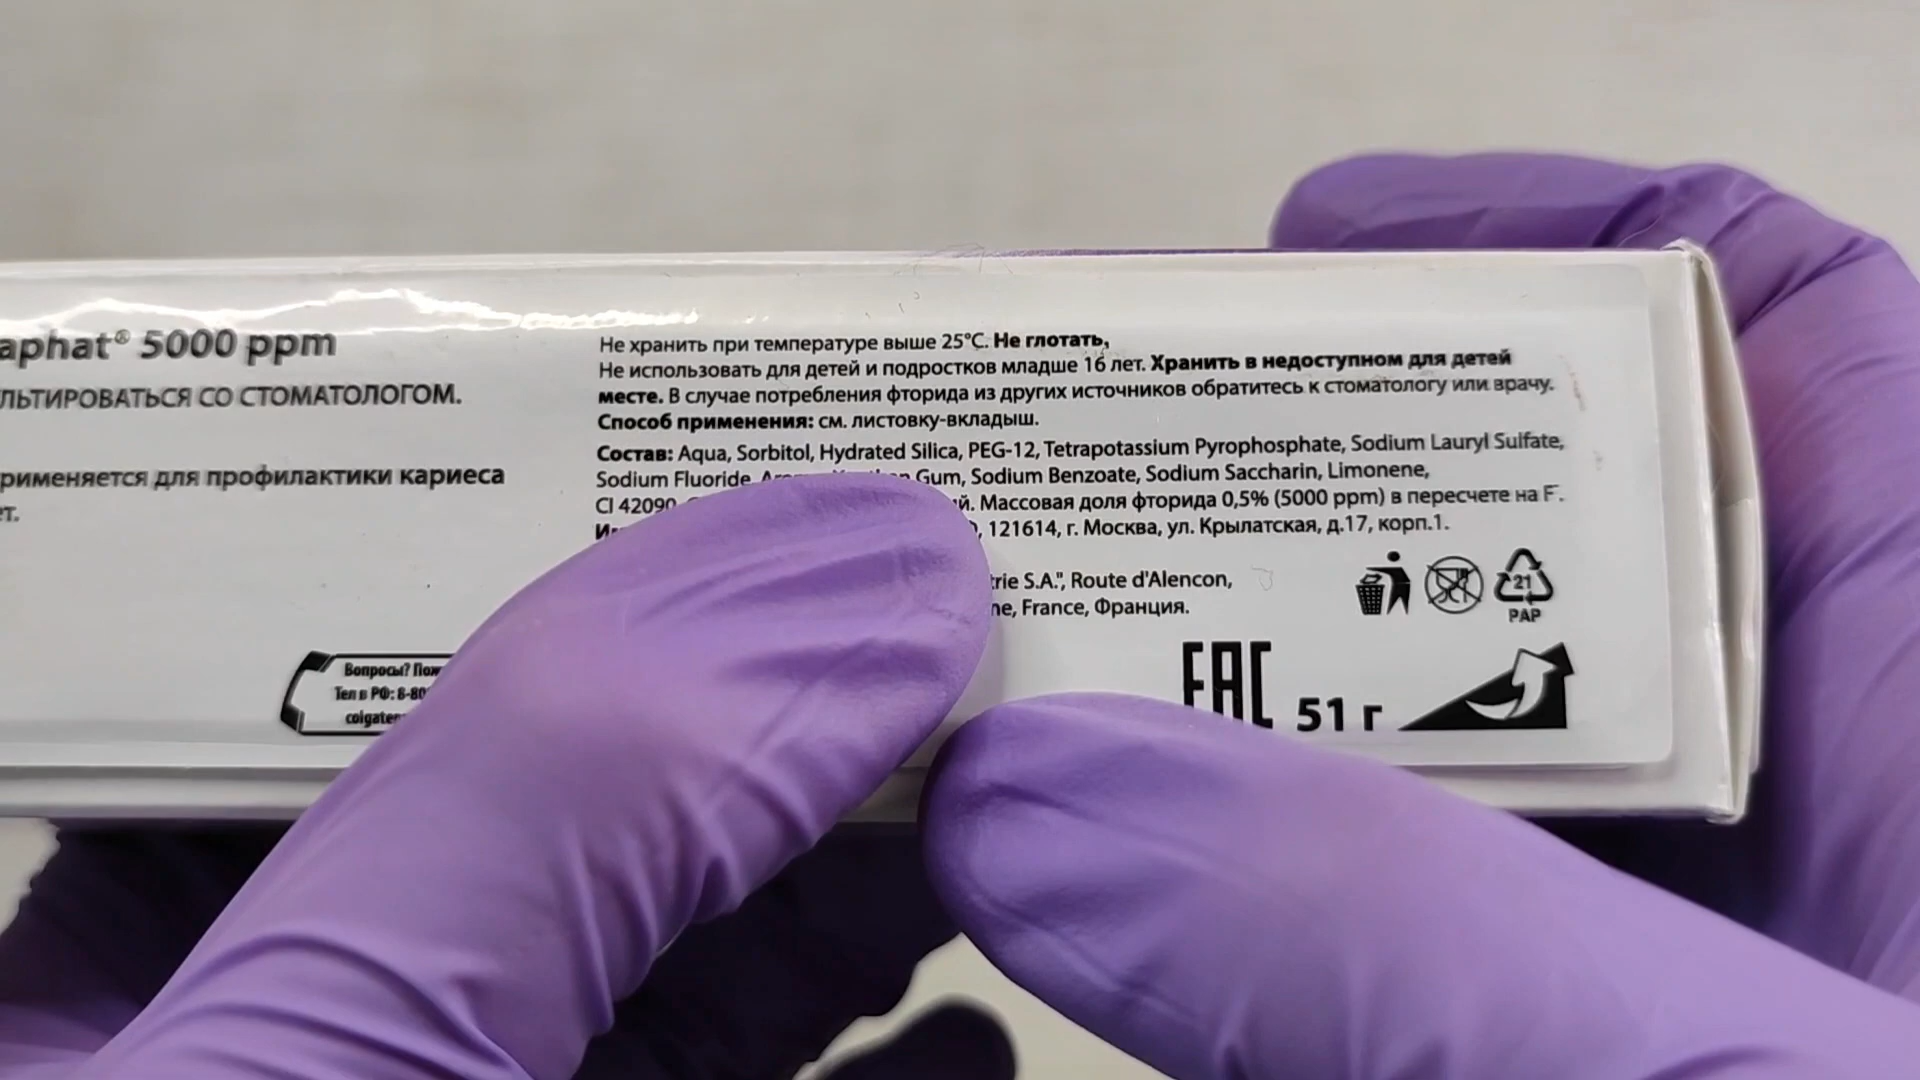 aphat® 5000 ppm
ЛЬТИРОВАТЬСЯ СО СТОМАТОЛОГОМ.
рименяется для профилактики кариеса
ет.
Вопросы?
Тел в РФ: 8-80
colgate
Не хранить при температуре выше 25°C. Не глотать,
Не использовать для детей и подростков младше 16 лет. Хранить в недоступном для детей
месте. В случае потребления фторида из других источников обратитесь к стоматологу или врачу.
Способ применения: см. листовку-вкладыш.
Состав: Aqua, Sorbitol, Hydrated Silica, PEG-12, Tetrapotassium Pyrophosphate, Sodium Lauryl Sulfate,
Sodium Fluoride, Gum, Sodium Benzoate, Sodium Saccharin, Limonene,
CI 42090 й. Массовая доля фторида 0,5% (5000 ppm) в пересчете на F.
, 121614, г. Москва, ул. Крылатская, д.17, корп.1.
trie S.A.", Route d'Alencon,
ne, France, Франция.
21
PAP
EAC 51 г